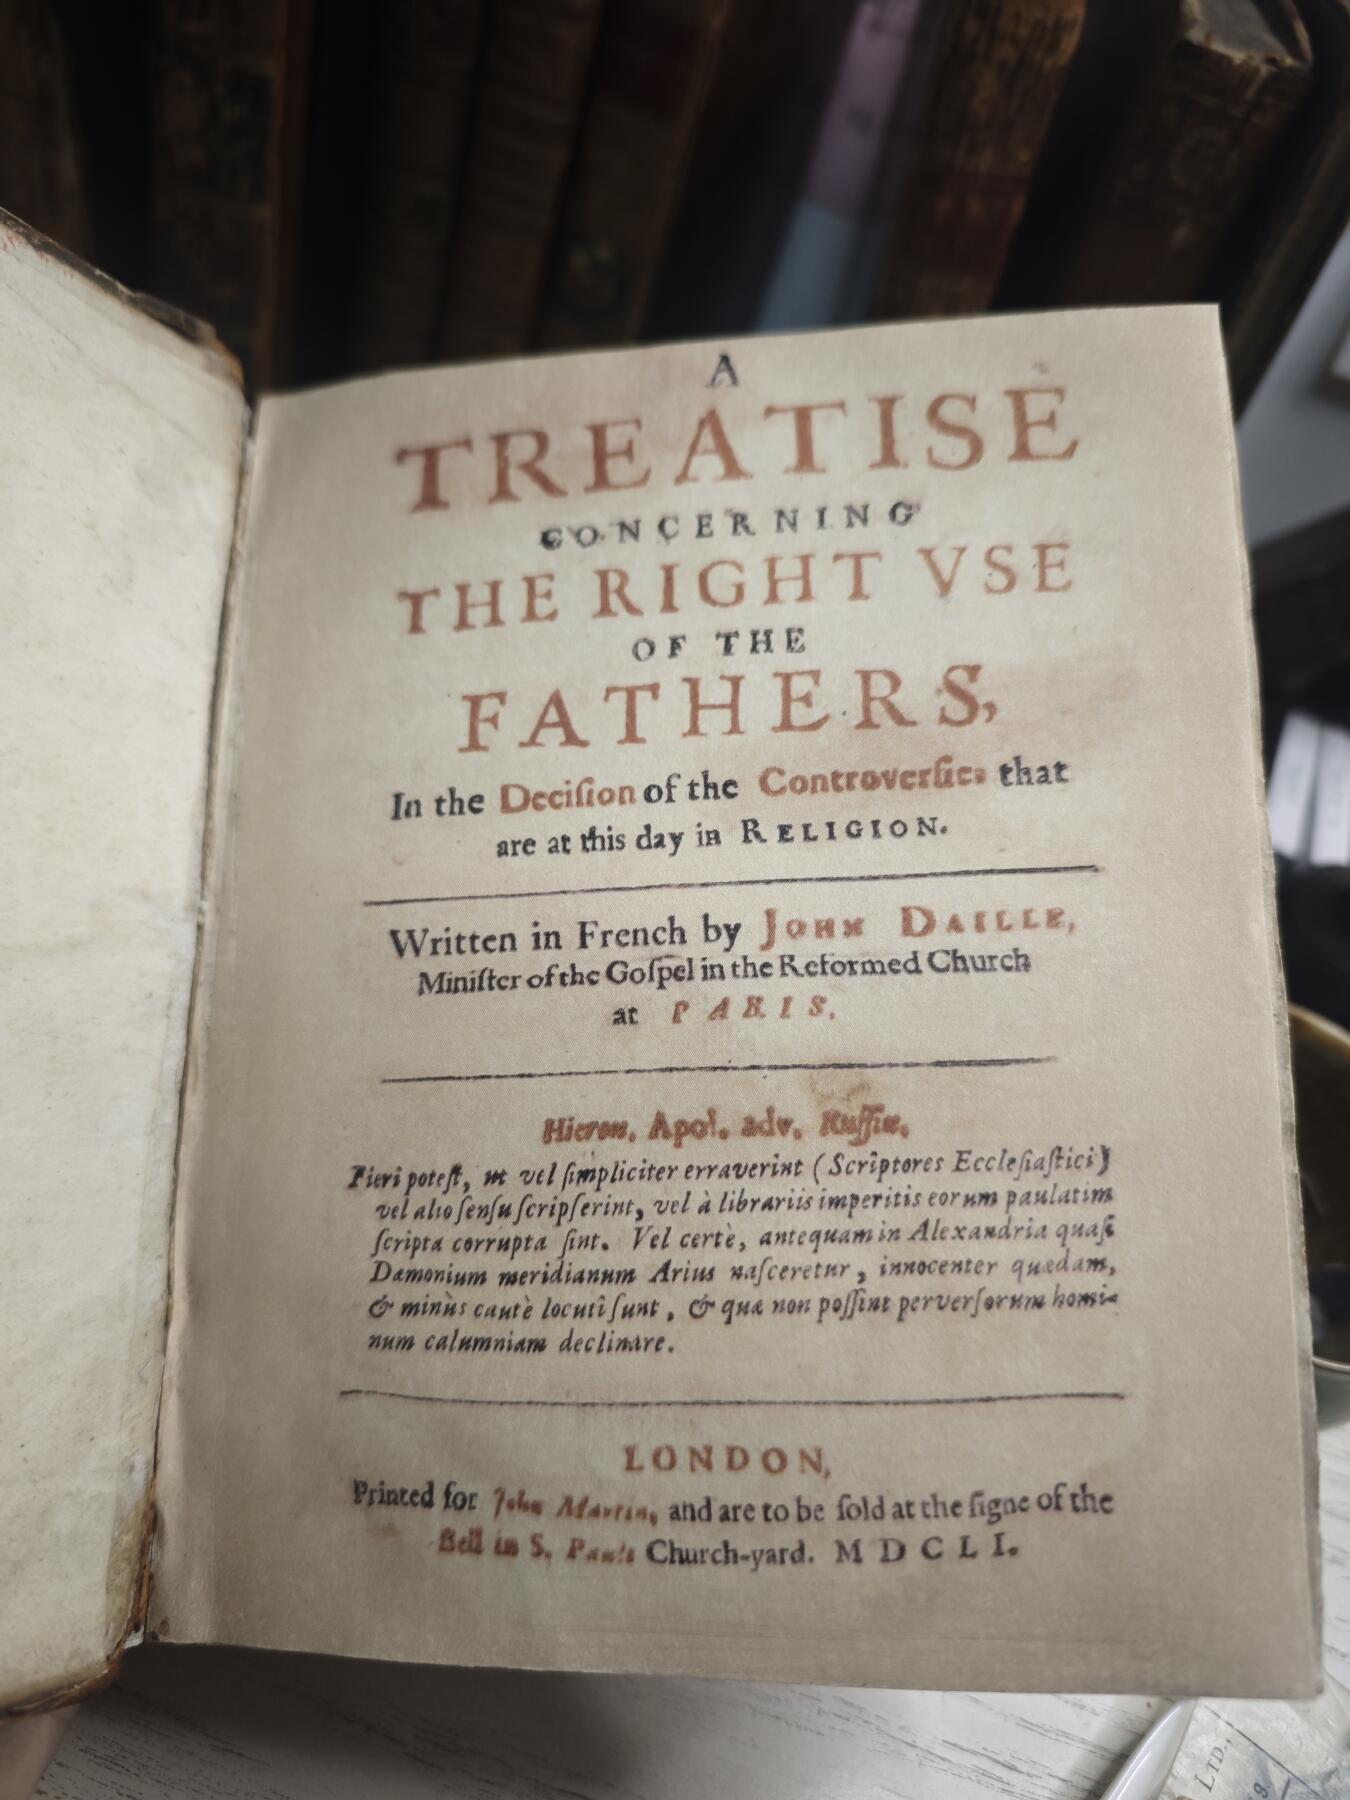 A
TREATISE
CONCERNING
THE RIGHT VSE
OF THE
FATHERS,
In the Deciſion of the Controverſies that
are at this day in RELIGION.
Written in French by JOHN DAILLE,
Miniſter of the Goſpel in the Reformed Church
at PARIS.
Hieron. Apol. adv. Ruffin.
Fieri poteſt, ut vel ſimpliciter erraverint (Scriptores Eccleſiaſtici)
vel alio ſenſu ſcripſerint, vel à librariis imperitis eorum paulatim
ſcripta corrupta ſint. Vel certè, antequam in Alexandria quaſi
Dæmonium meridianum Arius naſceretur, innocenter quædam,
& minùs cautè locuti ſunt, & quæ non poſſint perverſorum homi-
num calumniam declinare.
LONDON,
Printed for John Martin, and are to be ſold at the ſigne of the
Bell in S. Pauls Church-yard. MDCLI.
LTD.,
9